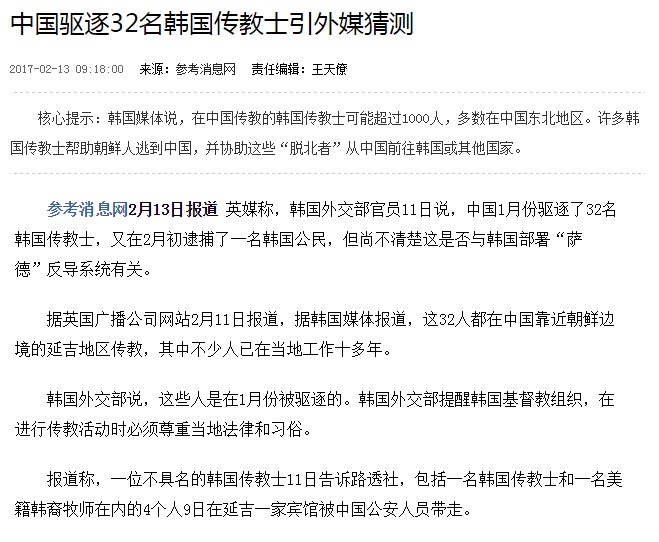 中国驱逐32名韩国传教士引外媒猜测
2017-02-13 09:18:00 来源：参考消息网 责任编辑：王天僚
核心提示：韩国媒体说，在中国传教的韩国传教士可能超过1000人，多数在中国东北地区。许多韩
国传教士帮助朝鲜人逃到中国，并协助这些“脱北者”从中国前往韩国或其他国家。
参考消息网2月13日报道 英媒称，韩国外交部官员11日说，中国1月份驱逐了32名
韩国传教士，又在2月初逮捕了一名韩国公民，但尚不清楚这是否与韩国部署“萨
德”反导系统有关。
据英国广播公司网站2月11日报道，据韩国媒体报道，这32人都在中国靠近朝鲜边
境的延吉地区传教，其中不少人已在当地工作十多年。
韩国外交部说，这些人是在1月份被驱逐的。韩国外交部提醒韩国基督教组织，在
进行传教活动时必须尊重当地法律和习俗。
报道称，一位不具名的韩国传教士11日告诉路透社，包括一名韩国传教士和一名美
籍韩裔牧师在内的4个人9日在延吉一家宾馆被中国公安人员带走。